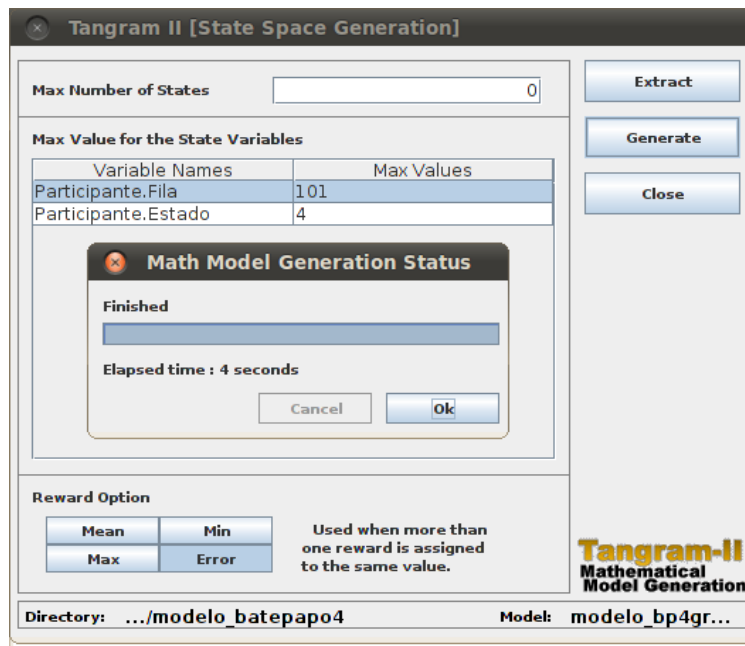 Tangram II [State Space Generation]
Max Number of States 0
Extract
Max Value for the State Variables
Generate
Variable Names Max Values
Participante.Fila 101
Close
Participante.Estado 4
Math Model Generation Status
Finished
Elapsed time : 4 seconds
Cancel Ok
Reward Option
Mean Min
Max Error
Used when more than
one reward is assigned
to the same value.
Tangram-II
Mathematical
Model Generation
Directory: .../modelo_batepapo4 Model: modelo_bp4gr...